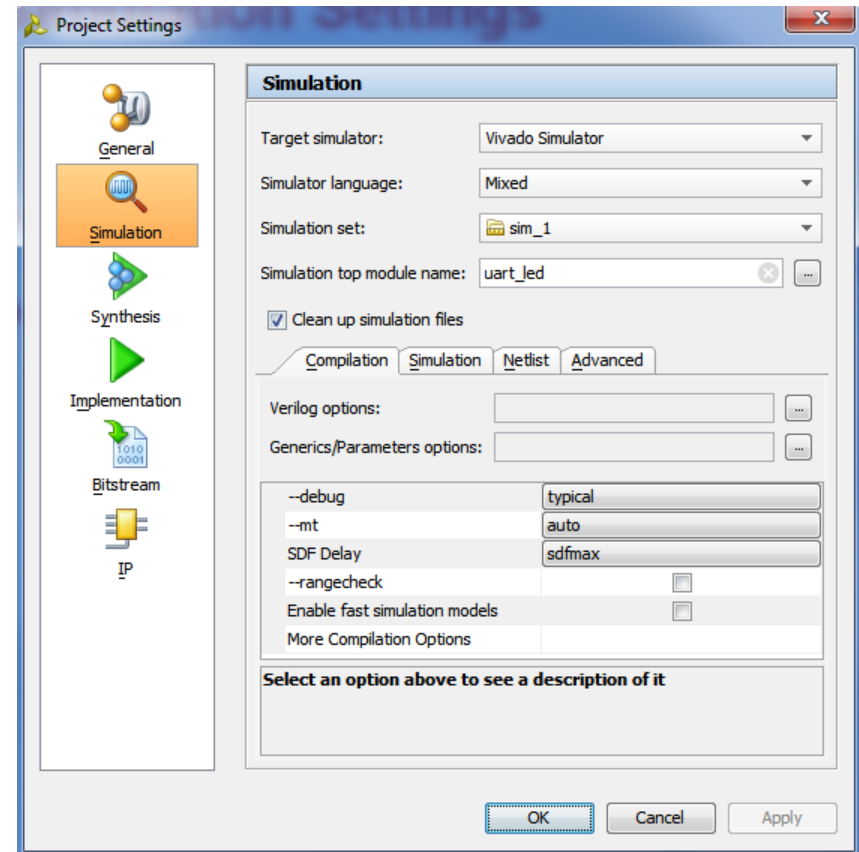 Project Settings
General
Simulation
Synthesis
Implementation
1010
0001
Bitstream
IP
Simulation
Target simulator: Vivado Simulator
Simulator language: Mixed
Simulation set: sim_1
Simulation top module name: uart_led ...
Clean up simulation files
Compilation Simulation Netlist Advanced
Verilog options: ...
Generics/Parameters options: ...
--debug typical
--mt auto
SDF Delay sdfmax
--rangecheck
Enable fast simulation models
More Compilation Options
Select an option above to see a description of it
OK Cancel Apply